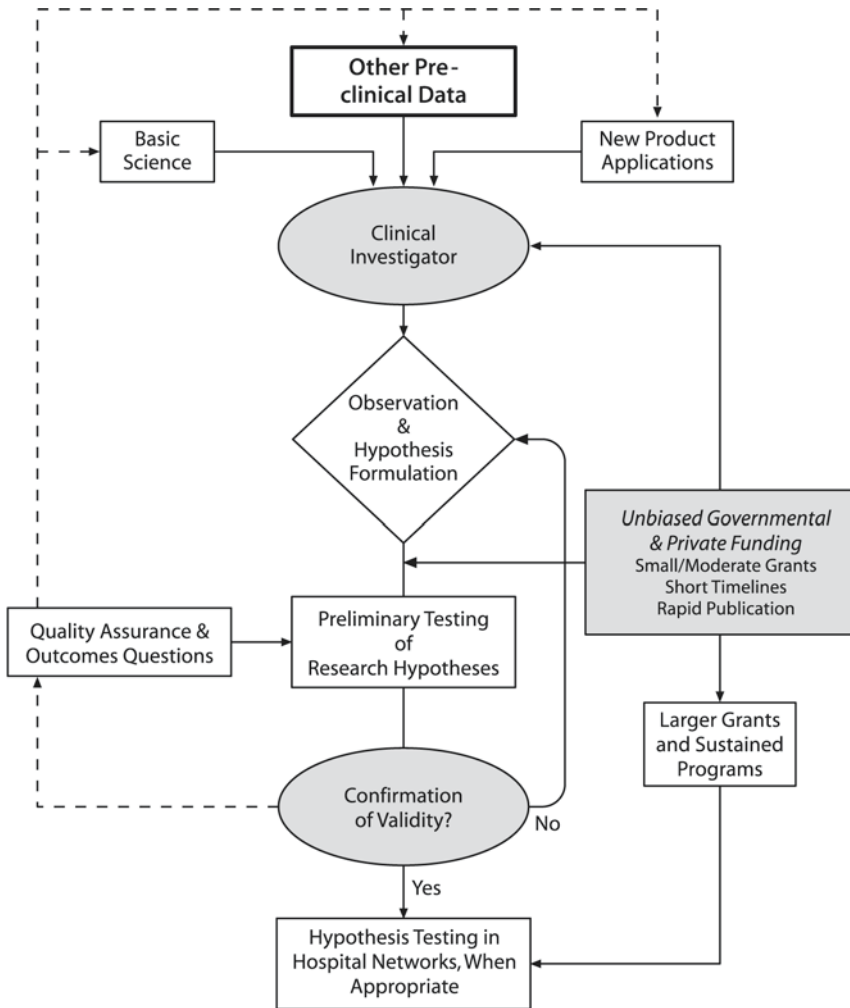 Other Pre-
clinical Data
Basic
Science
New Product
Applications
Clinical
Investigator
Observation
&
Hypothesis
Formulation
Unbiased Governmental
& Private Funding
Small/Moderate Grants
Short Timelines
Rapid Publication
Quality Assurance &
Outcomes Questions
Preliminary Testing
of
Research Hypotheses
Larger Grants
and Sustained
Programs
Confirmation
of Validity?
No
Yes
Hypothesis Testing in
Hospital Networks, When
Appropriate